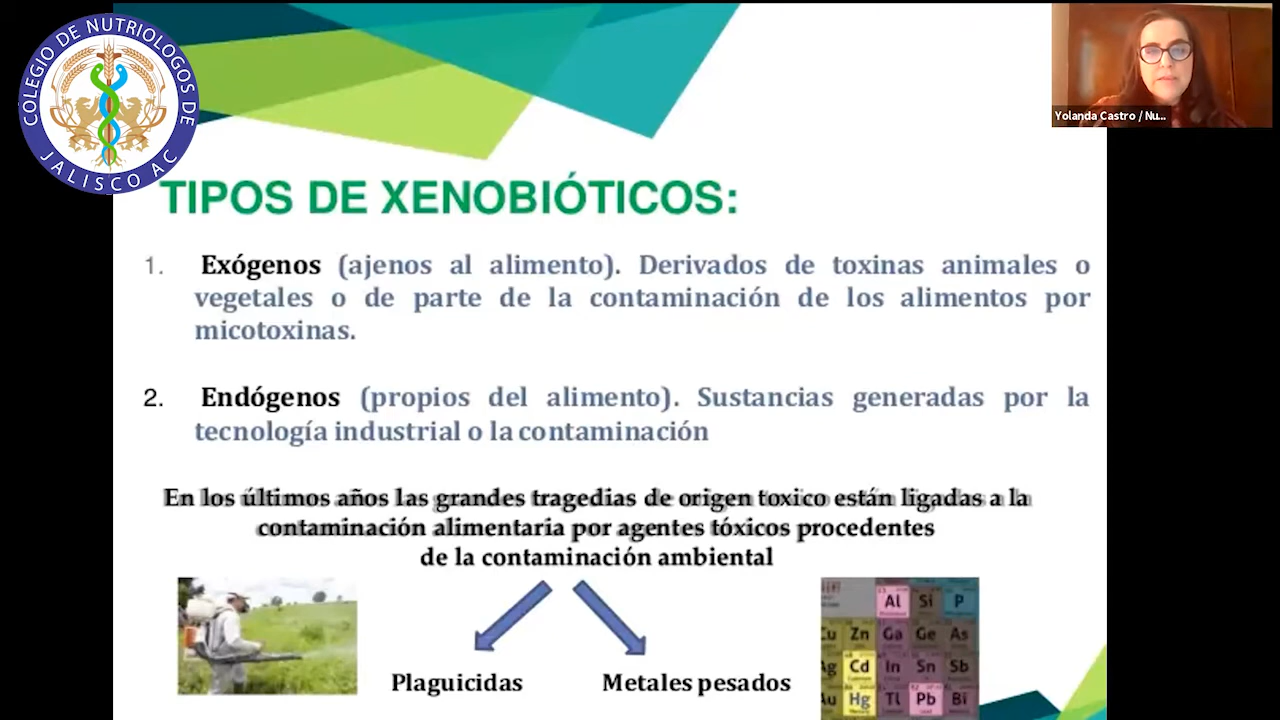 COLEGIO DE NUTRIOLOGOS DE
JALISCO AC
Yolanda Castro / Nu...
TIPOS DE XENOBIÓTICOS:
1. Exógenos (ajenos al alimento). Derivados de toxinas animales o
vegetales o de parte de la contaminación de los alimentos por
micotoxinas.
2. Endógenos (propios del alimento). Sustancias generadas por la
tecnología industrial o la contaminación
En los últimos años las grandes tragedias de origen toxico están ligadas a la
contaminación alimentaria por agentes tóxicos procedentes
de la contaminación ambiental
Plaguicidas
Metales pesados
Al Si P
Cu Zn Ga Ge As
Ag Cd In Sn Sb
Au Hg Tl Pb Bi